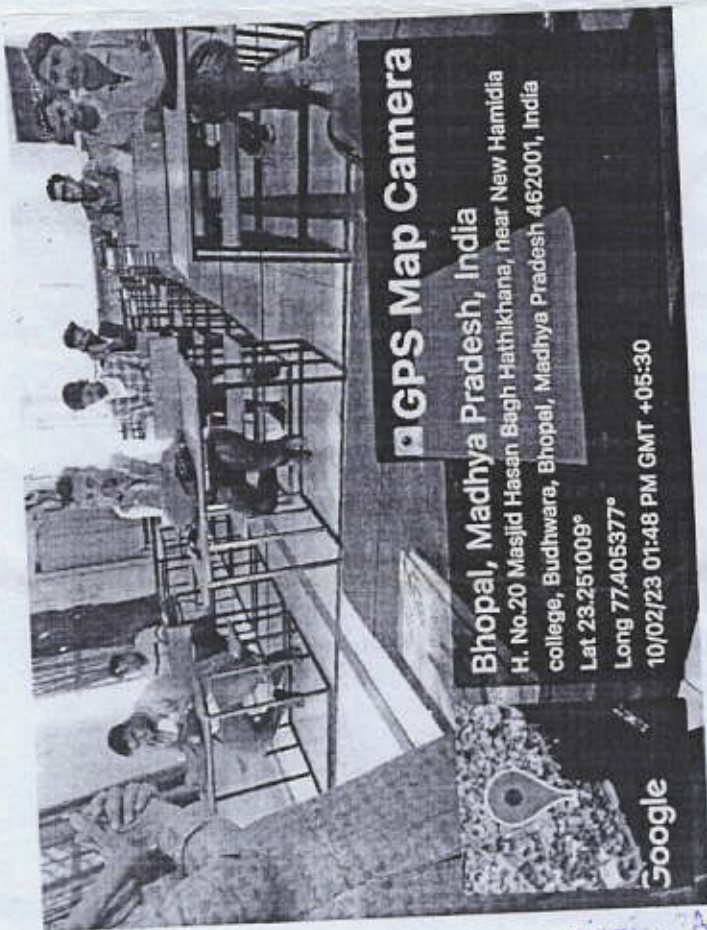 GPS Map Camera
Bhopal, Madhya Pradesh, India
H. No.20 Masjid Hasan Bagh Hathikhana, near New Hamidia
college, Budhwara, Bhopal, Madhya Pradesh 462001, India
Lat 23.251009°
Long 77.405377°
10/02/23 01:48 PM GMT +05:30
Google